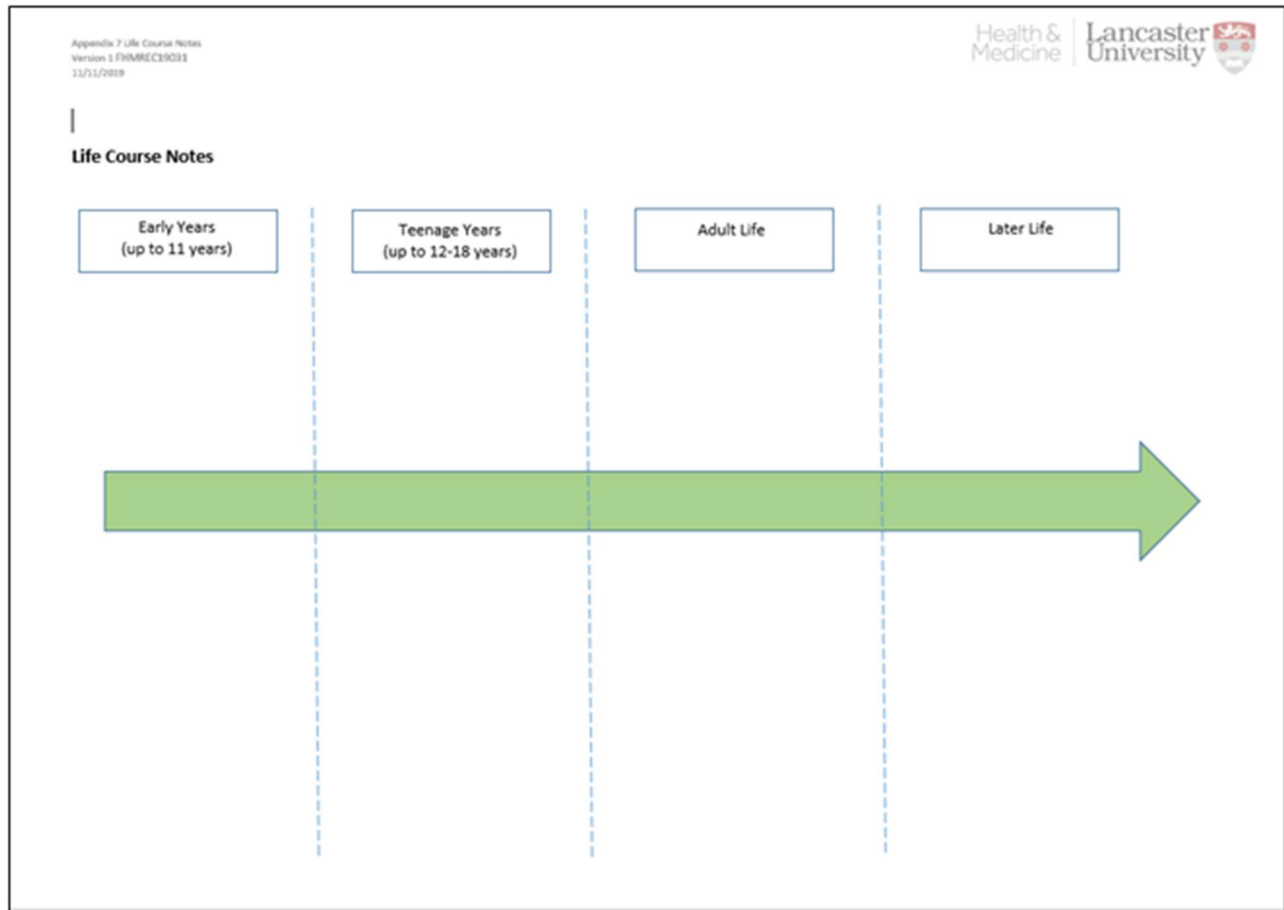 Appendix 7 Life Course Notes
Version 1 FHMREC19031
11/11/2019
Health &
Medicine
Lancaster
University
Life Course Notes
Early Years
(up to 11 years)
Teenage Years
(up to 12-18 years)
Adult Life
Later Life